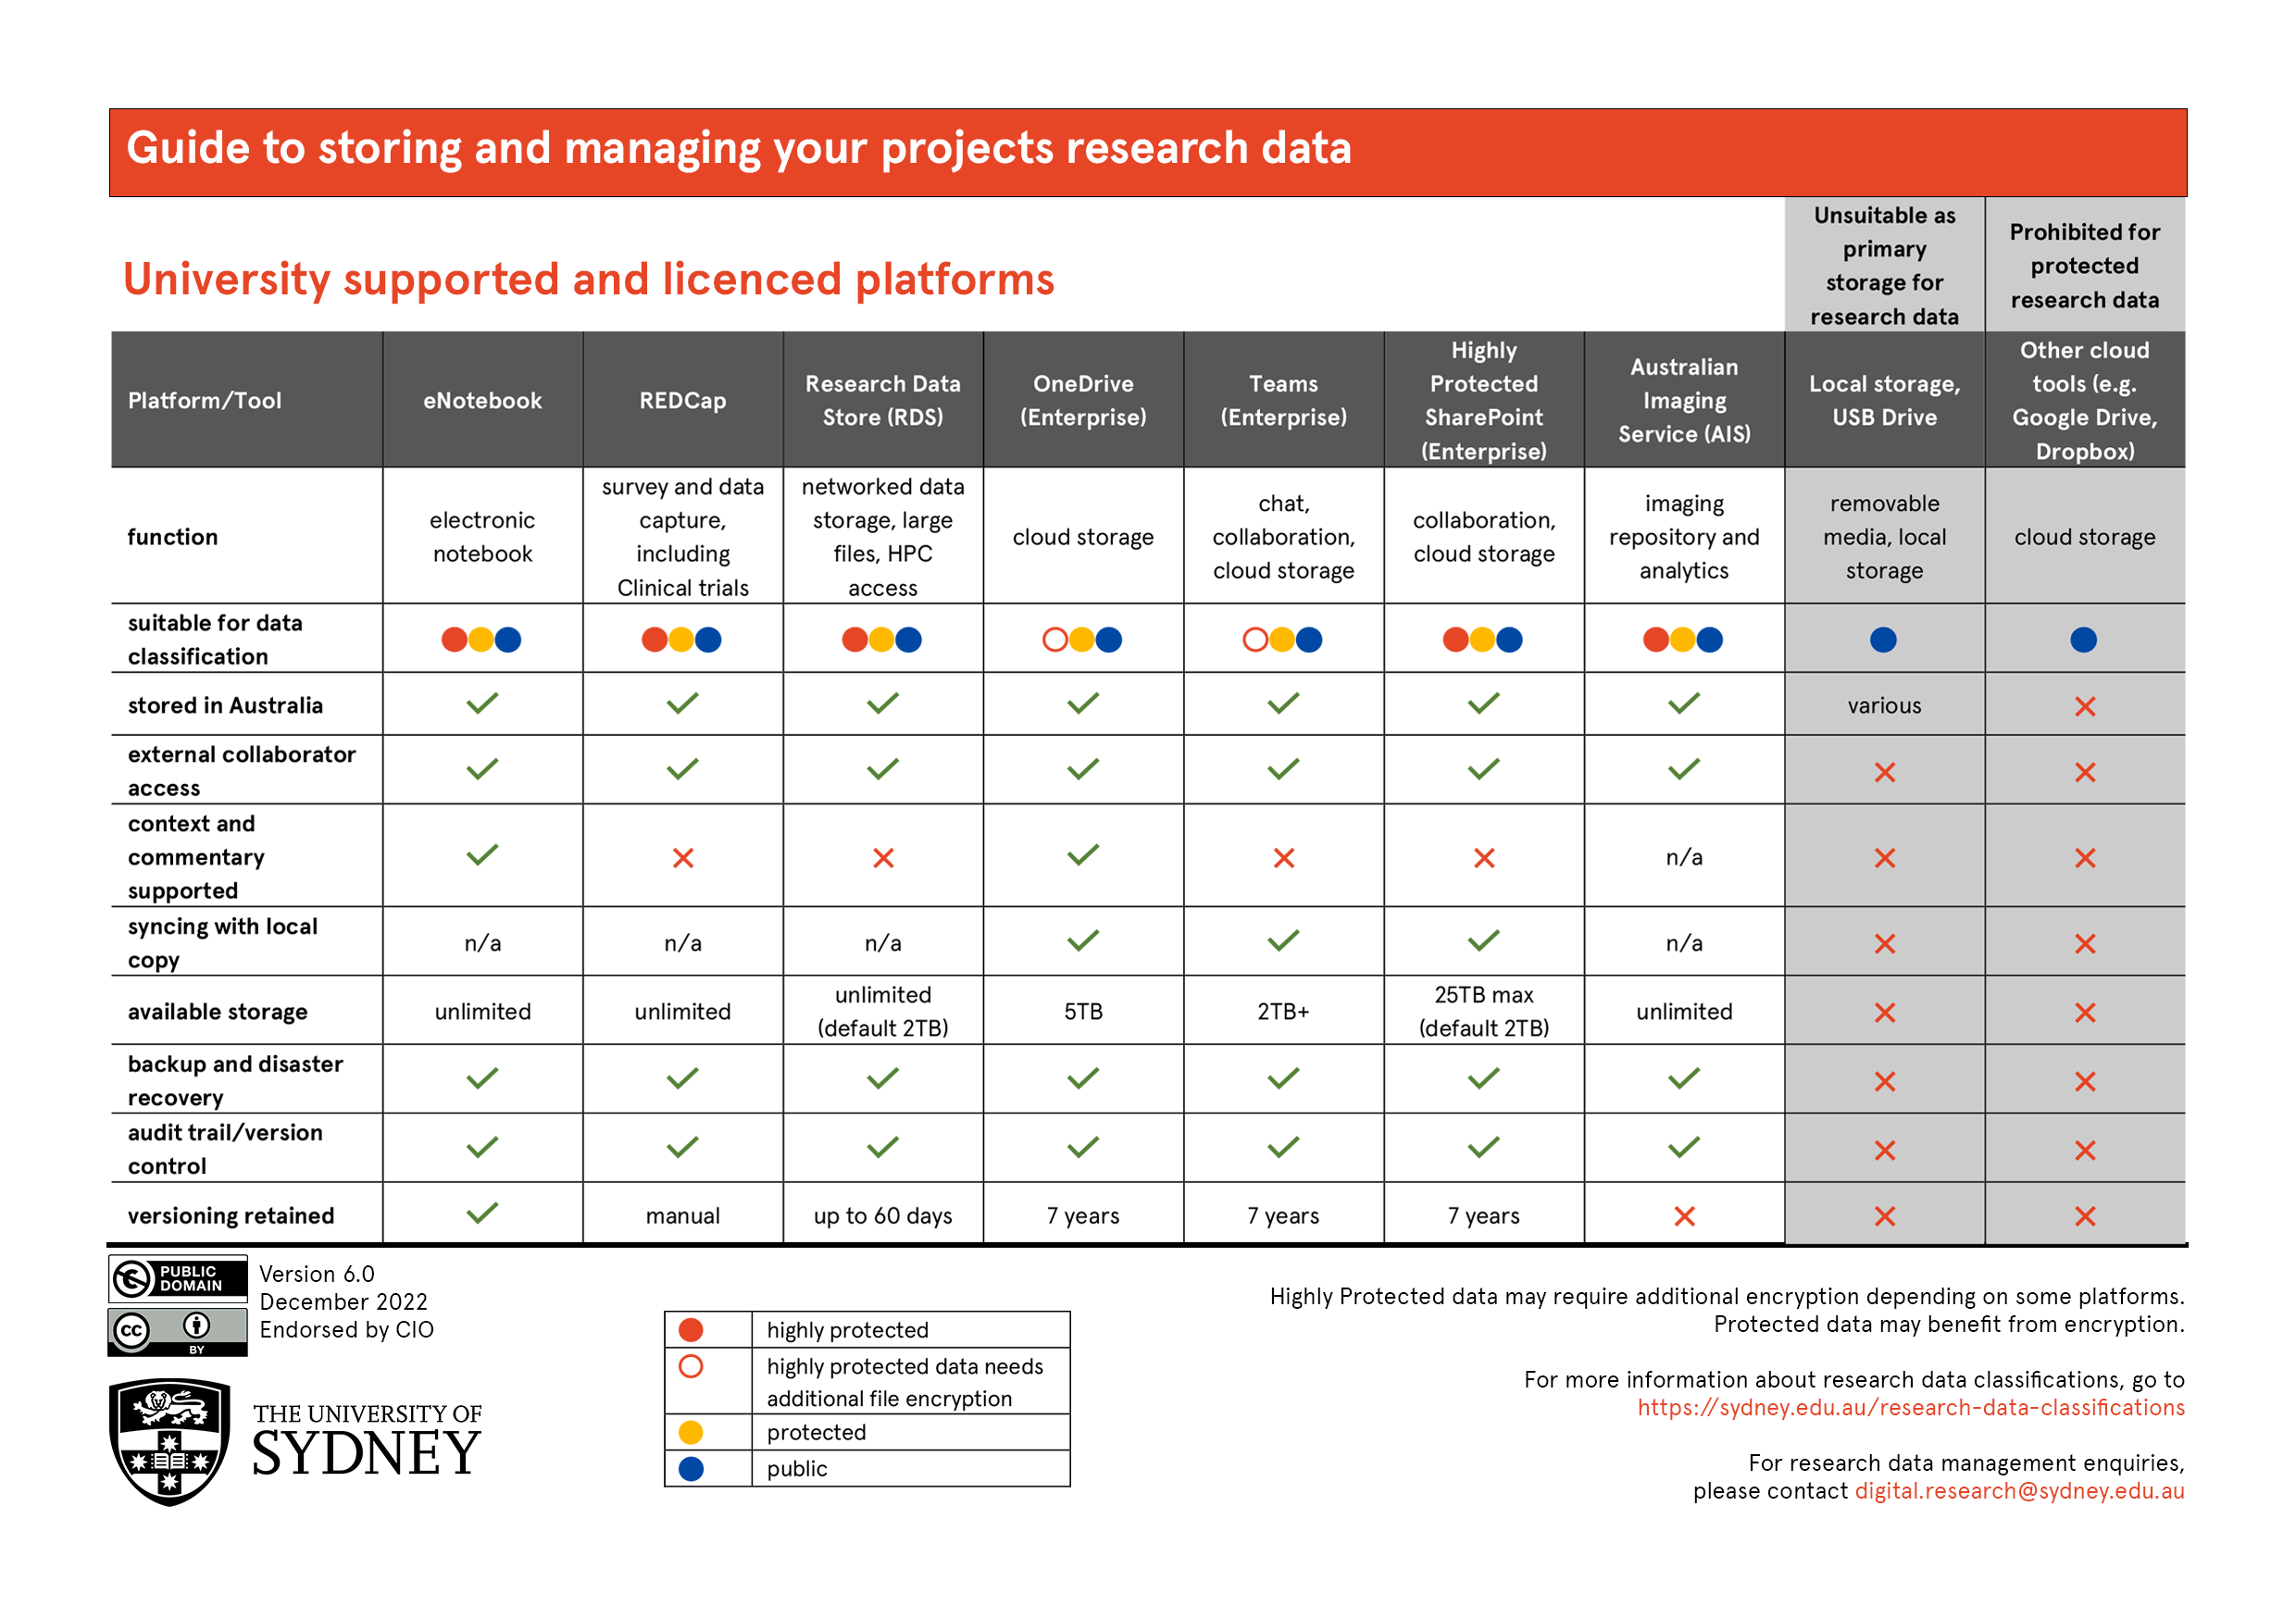 Guide to storing and managing your projects research data
University supported and licenced platforms
Unsuitable as
primary
storage for
research data
Prohibited for
protected
research data
Platform/Tool
eNotebook
REDCap
Research Data
Store (RDS)
OneDrive
(Enterprise)
Teams
(Enterprise)
Highly
Protected
SharePoint
(Enterprise)
Australian
Imaging
Service (AIS)
Local storage,
USB Drive
Other cloud
tools (e.g.
Google Drive,
Dropbox)
function
electronic
notebook
survey and data
capture,
including
Clinical trials
networked data
storage, large
files, HPC
access
cloud storage
chat,
collaboration,
cloud storage
collaboration,
cloud storage
imaging
repository and
analytics
removable
media, local
storage
cloud storage
suitable for data
classification
stored in Australia
various
external collaborator
access
context and
commentary
supported
n/a
syncing with local
copy
n/a
n/a
n/a
n/a
available storage
unlimited
unlimited
unlimited
(default 2TB)
5TB
2TB+
25TB max
(default 2TB)
unlimited
backup and disaster
recovery
audit trail/version
control
versioning retained
manual
up to 60 days
7 years
7 years
7 years
PUBLIC
DOMAIN
cc
BY
Version 6.0
December 2022
Endorsed by CIO
THE UNIVERSITY OF
SYDNEY
highly protected
highly protected data needs
additional file encryption
protected
public
Highly Protected data may require additional encryption depending on some platforms.
Protected data may benefit from encryption.
For more information about research data classifications, go to
https://sydney.edu.au/research-data-classifications
For research data management enquiries,
please contact digital.research@sydney.edu.au